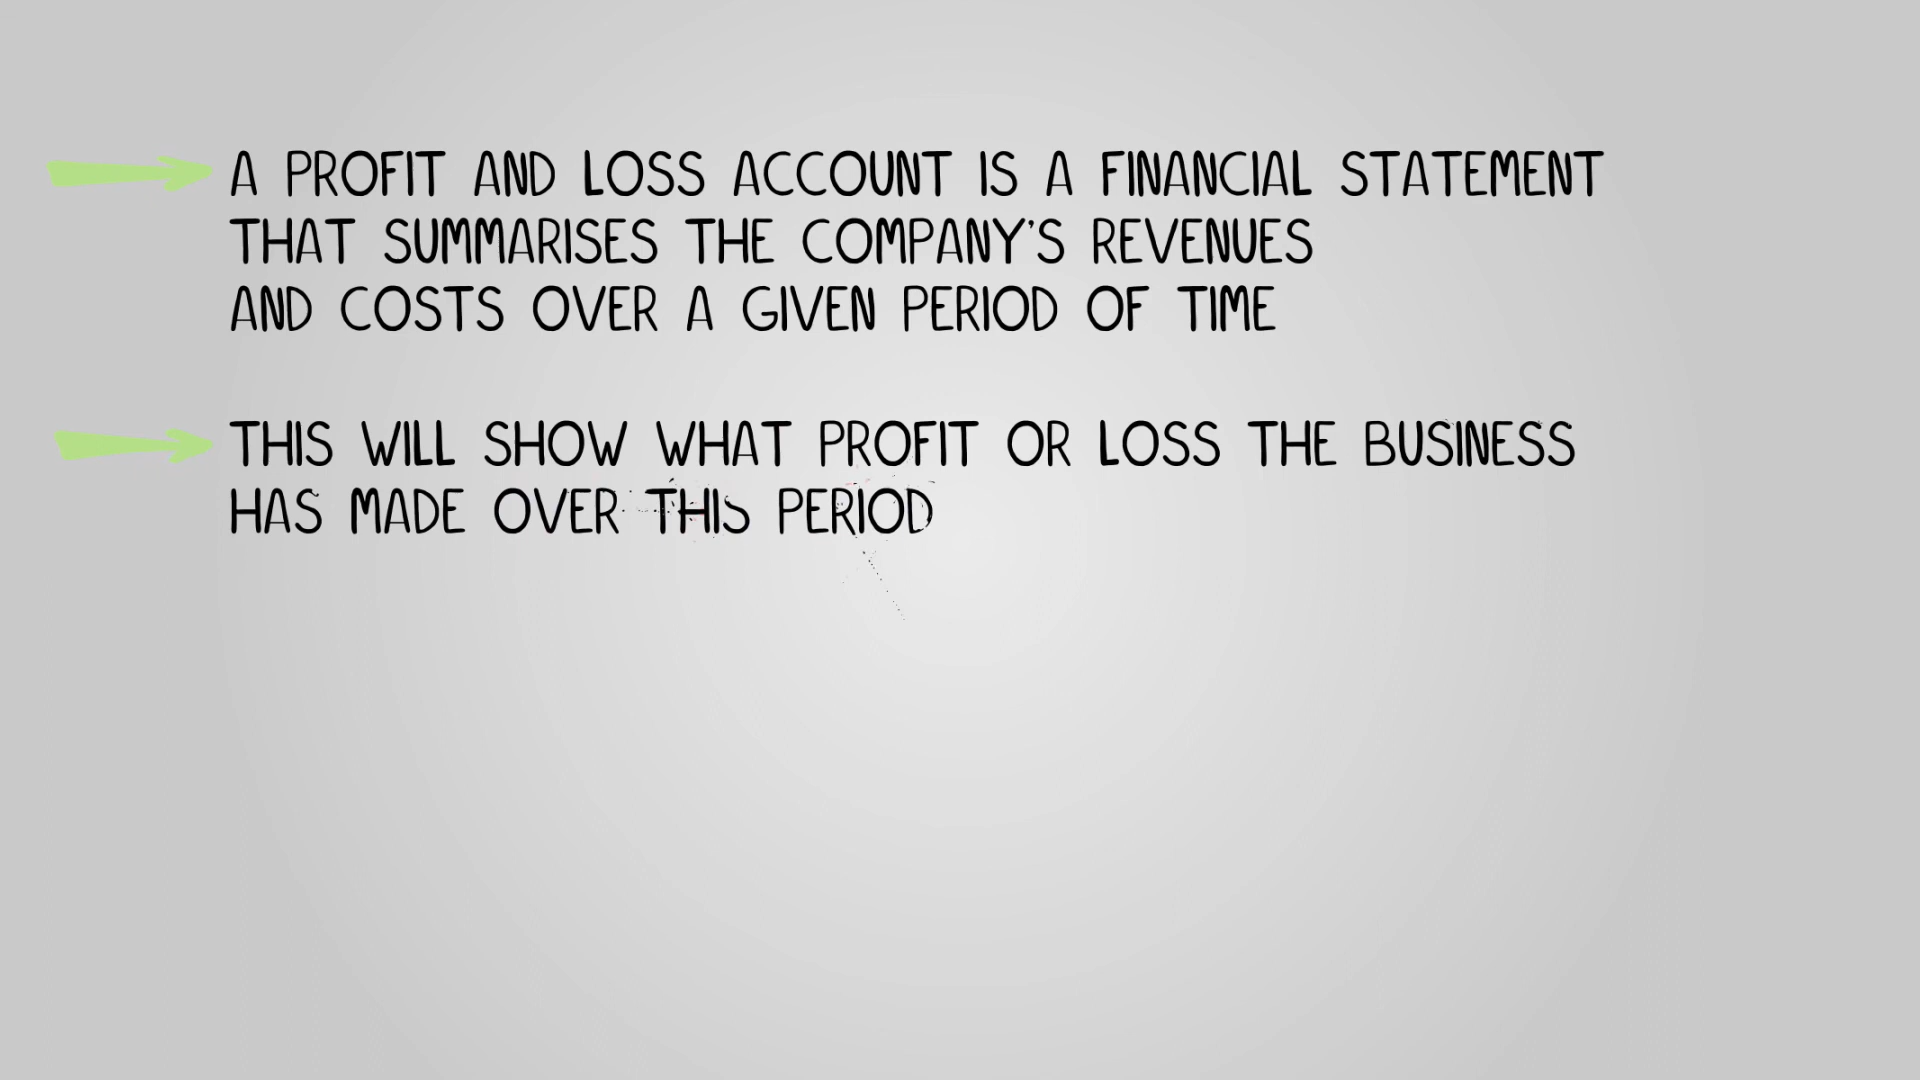 A PROFIT AND LOSS ACCOUNT IS A FINANCIAL STATEMENT
THAT SUMMARISES THE COMPANY'S REVENUES
AND COSTS OVER A GIVEN PERIOD OF TIME
THIS WILL SHOW WHAT PROFIT OR LOSS THE BUSINESS
HAS MADE OVER THIS PERIOD